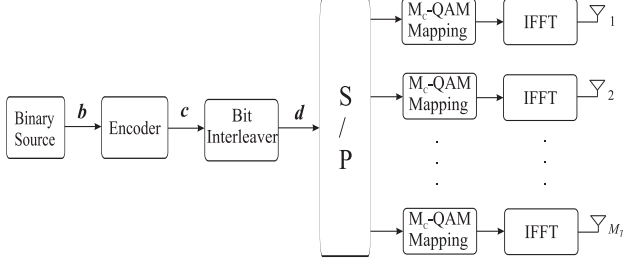 Binary
Source
b
Encoder
c
Bit
Interleaver
d
S
/
P
M_C-QAM
Mapping
IFFT
1
M_C-QAM
Mapping
IFFT
2
M_C-QAM
Mapping
IFFT
M_T